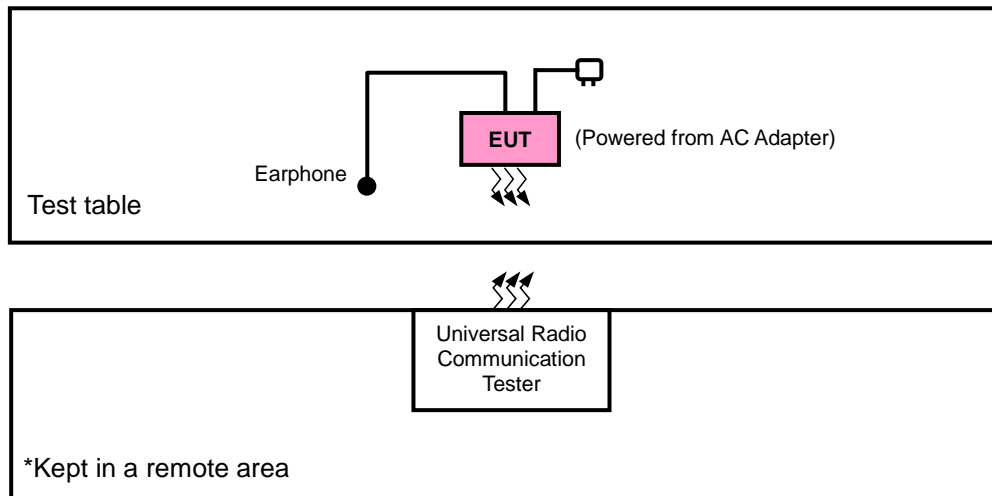 EUT
(Powered from AC Adapter)
Earphone
Test table
Universal Radio
Communication
Tester
*Kept in a remote area